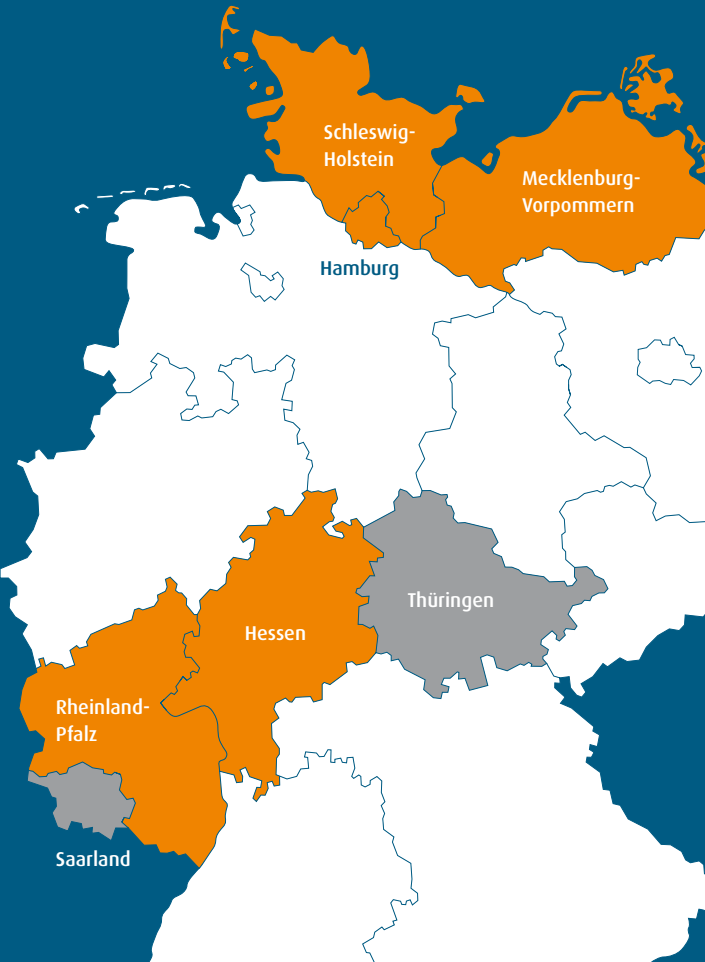 Schleswig-
Holstein
Mecklenburg-
Vorpommern
Hamburg
Thüringen
Hessen
Rheinland-
Pfalz
Saarland